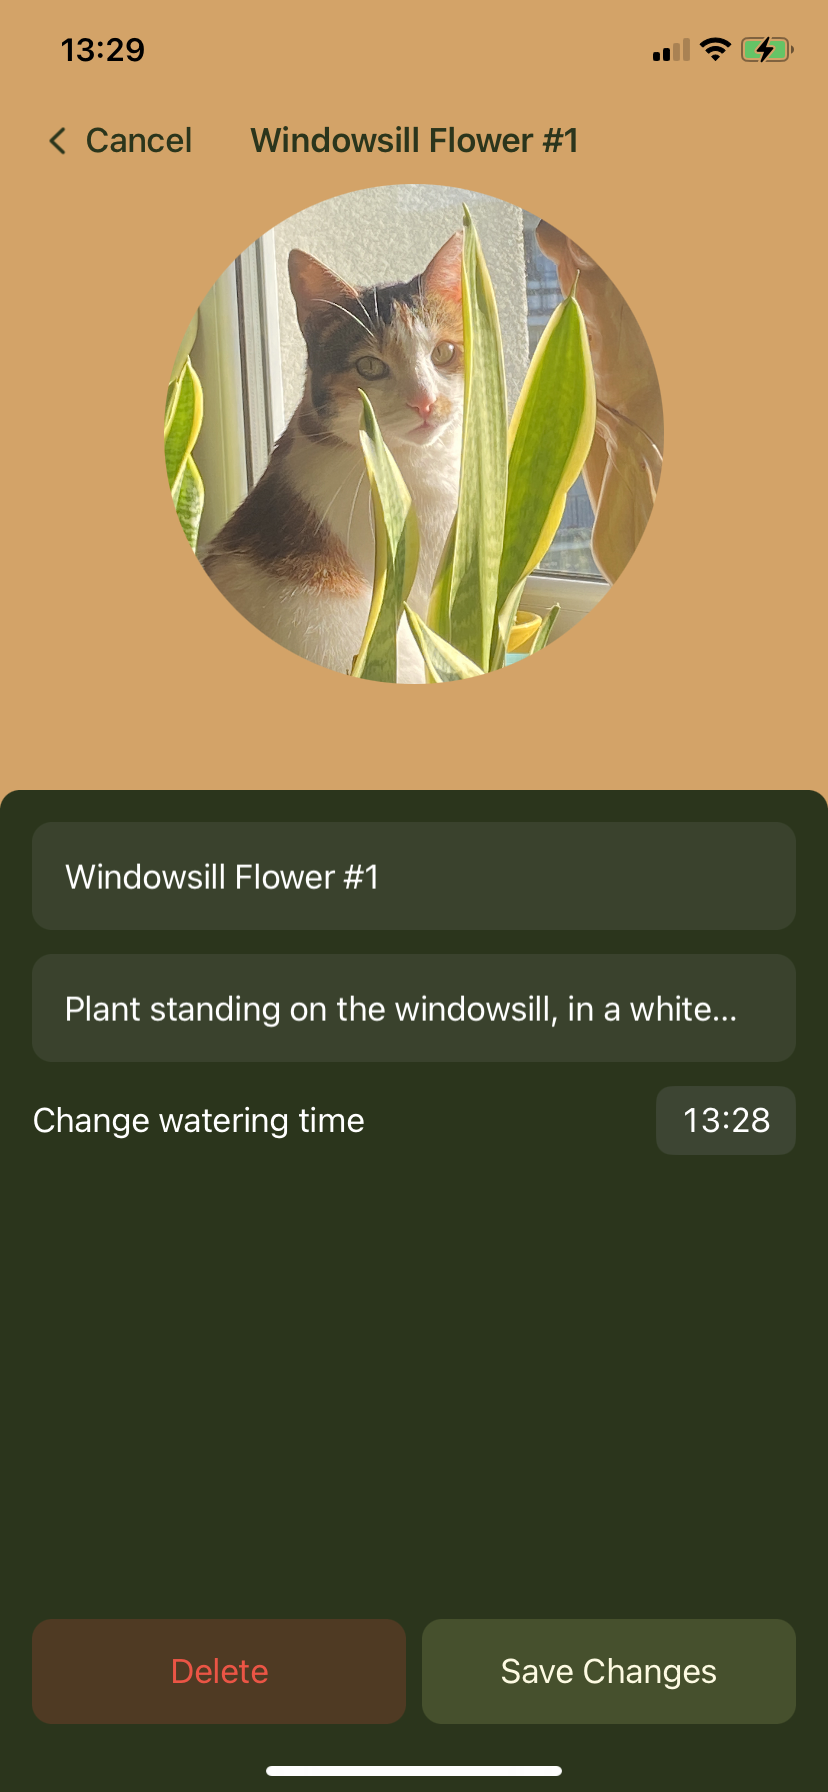 13:29
Cancel
Windowsill Flower #1
Windowsill Flower #1
Plant standing on the windowsill, in a white...
Change watering time
13:28
Delete
Save Changes